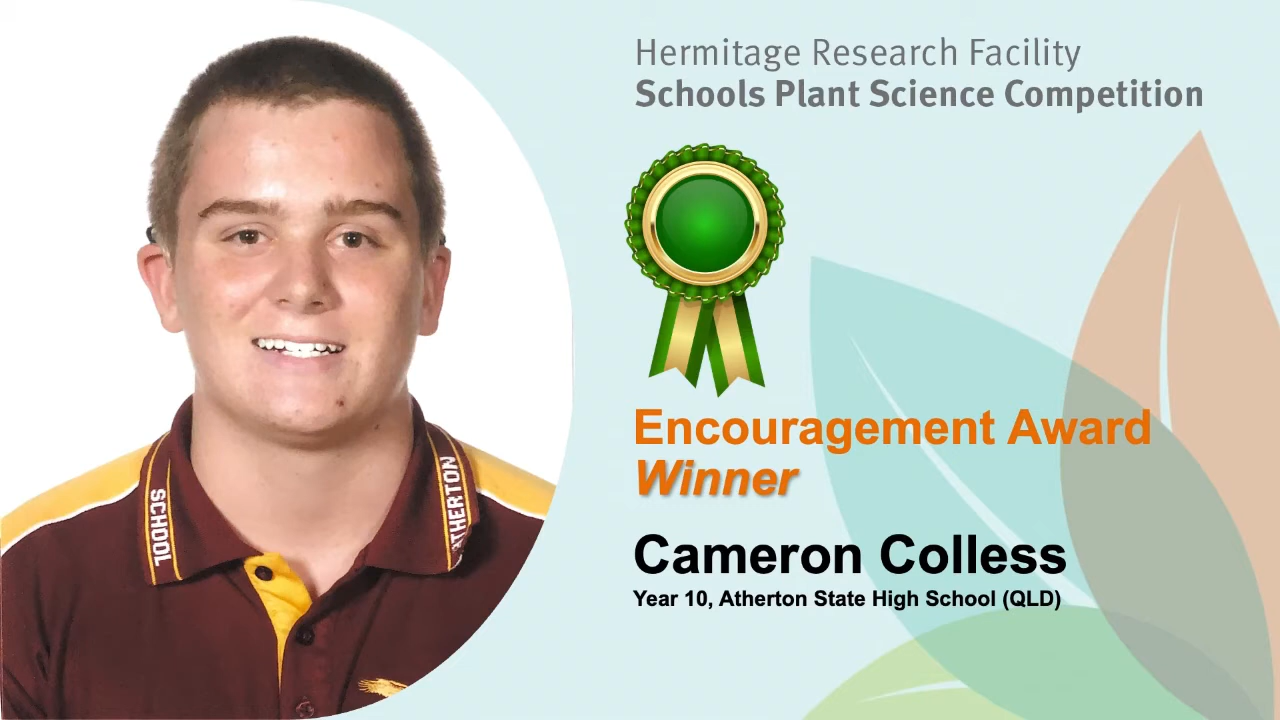 Hermitage Research Facility
Schools Plant Science Competition
Encouragement Award
Winner
Cameron Colless
Year 10, Atherton State High School (QLD)
SCHOOL
ATHERTON